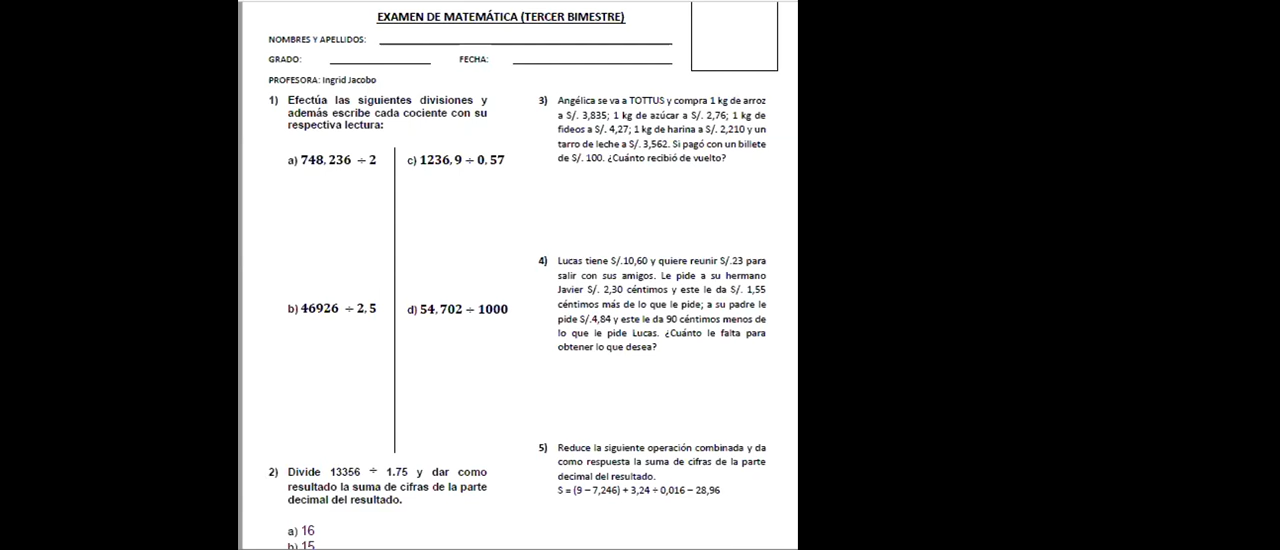 EXAMEN DE MATEMÁTICA (TERCER BIMESTRE)
NOMBRES Y APELLIDOS:
GRADO: FECHA:
PROFESORA: Ingrid Jacobo
1) Efectúa las siguientes divisiones y
además escribe cada cociente con su
respectiva lectura:
a) 748,236 ÷ 2
c) 1236,9 ÷ 0,57
b) 46926 ÷ 2,5
d) 54,702 ÷ 1000
2) Divide 13356 ÷ 1.75 y dar como
resultado la suma de cifras de la parte
decimal del resultado.
a) 16
b) 15
3) Angélica se va a TOTTUS y compra 1 kg de arroz
a S/. 3,835; 1 kg de azúcar a S/. 2,76; 1 kg de
fideos a S/. 4,27; 1 kg de harina a S/. 2,210 y un
tarro de leche a S/. 3,562. Si pagó con un billete
de S/. 100. ¿Cuánto recibió de vuelto?
4) Lucas tiene S/.10,60 y quiere reunir S/.23 para
salir con sus amigos. Le pide a su hermano
Javier S/. 2,30 céntimos y este le da S/. 1,55
céntimos más de lo que le pide; a su padre le
pide S/.4,84 y este le da 90 céntimos menos de
lo que le pide Lucas. ¿Cuánto le falta para
obtener lo que desea?
5) Reduce la siguiente operación combinada y da
como respuesta la suma de cifras de la parte
decimal del resultado.
S = (9 – 7,246) + 3,24 ÷ 0,016 – 28,96